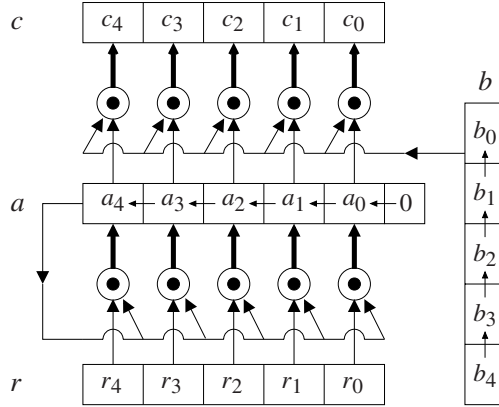 c c₄ c₃ c₂ c₁ c₀
b
b₀
a a₄ a₃ a₂ a₁ a₀ 0
b₁
b₂
b₃
r r₄ r₃ r₂ r₁ r₀
b₄